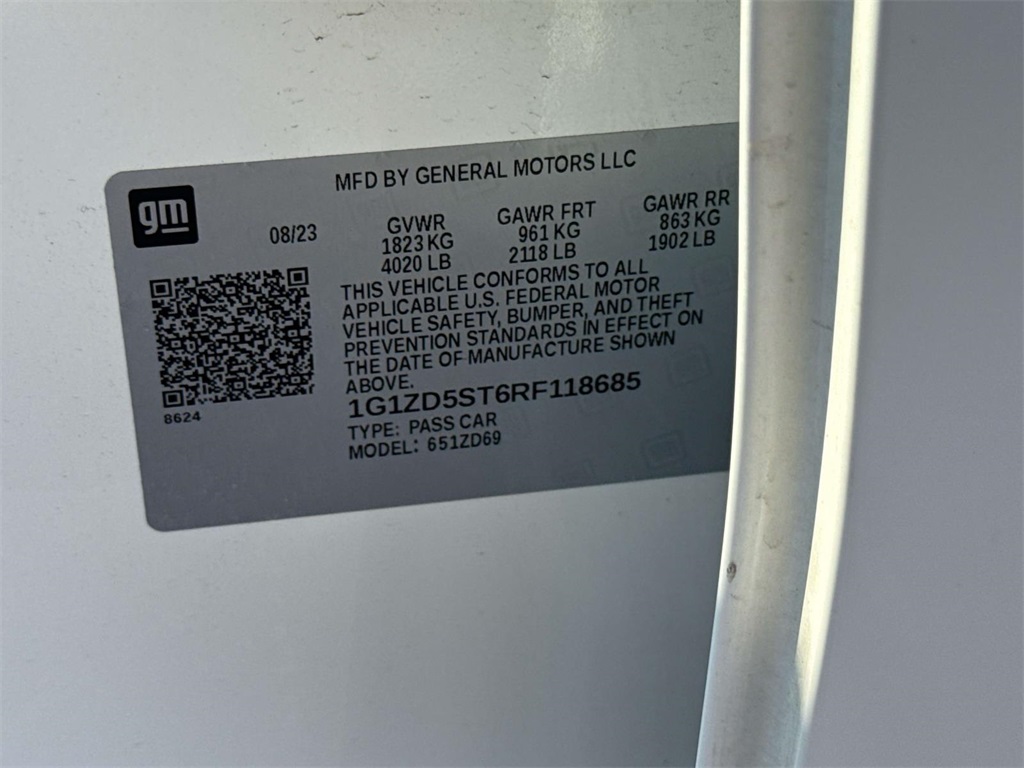 MFD BY GENERAL MOTORS LLC
gm
08/23
GVWR
1823 KG
4020 LB
GAWR FRT
961 KG
2118 LB
GAWR RR
863 KG
1902 LB
THIS VEHICLE CONFORMS TO ALL
APPLICABLE U.S. FEDERAL MOTOR
VEHICLE SAFETY, BUMPER, AND THEFT
PREVENTION STANDARDS IN EFFECT ON
THE DATE OF MANUFACTURE SHOWN
ABOVE.
1G1ZD5ST6RF118685
TYPE: PASS CAR
MODEL: 651ZD69
8624